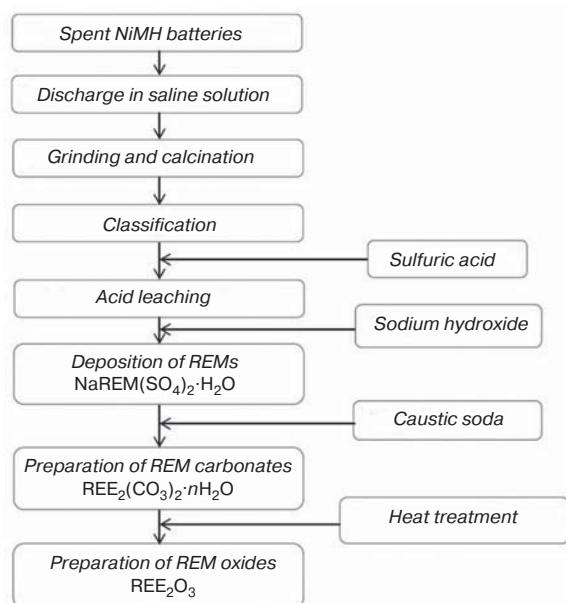 Spent NiMH batteries
Discharge in saline solution
Grinding and calcination
Classification
Sulfuric acid
Acid leaching
Sodium hydroxide
Deposition of REMs
NaREM(SO₄)₂·H₂O
Caustic soda
Preparation of REM carbonates
REE₂(CO₃)₂·nH₂O
Heat treatment
Preparation of REM oxides
REE₂O₃